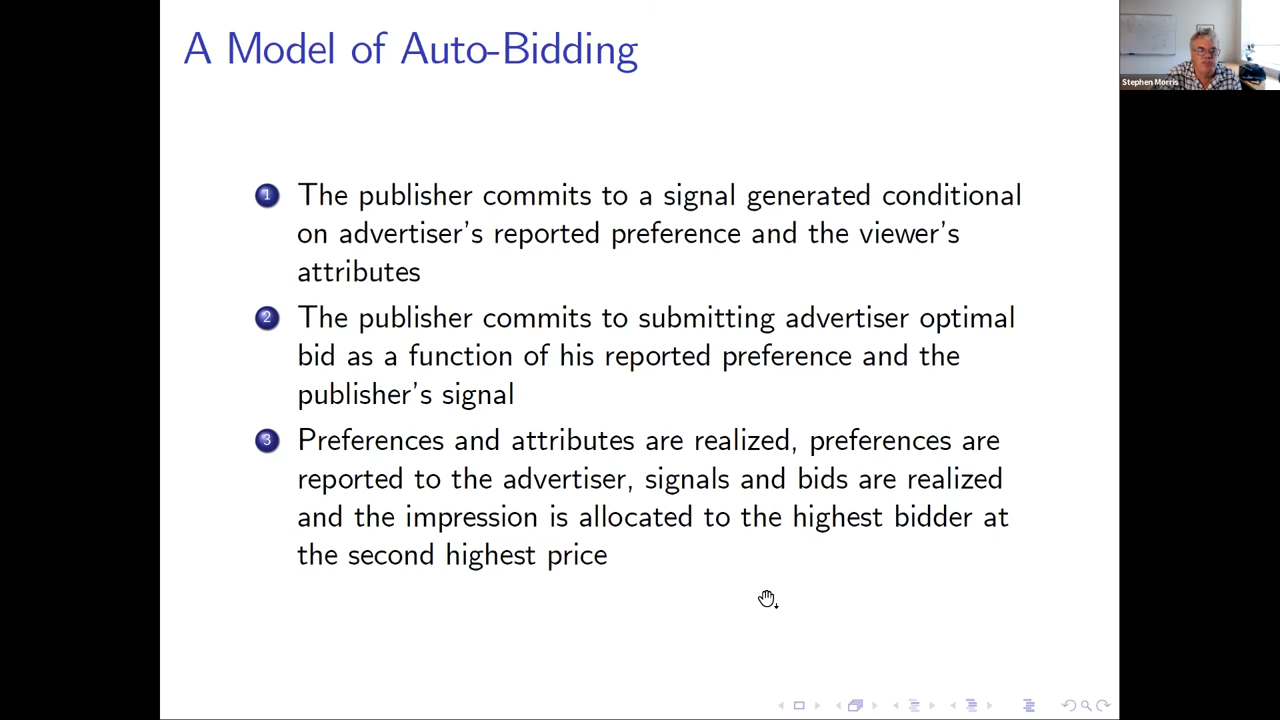 A Model of Auto-Bidding
Stephen Morris
1 The publisher commits to a signal generated conditional
on advertiser's reported preference and the viewer's
attributes
2 The publisher commits to submitting advertiser optimal
bid as a function of his reported preference and the
publisher's signal
3 Preferences and attributes are realized, preferences are
reported to the advertiser, signals and bids are realized
and the impression is allocated to the highest bidder at
the second highest price